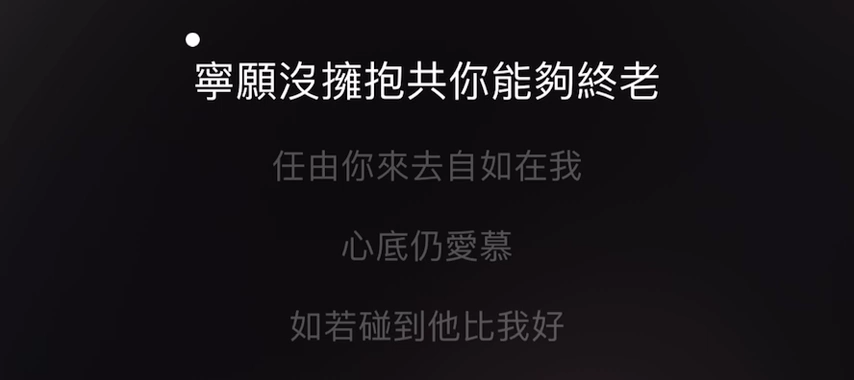 寧願沒擁抱共你能夠終老
任由你來去自如在我
心底仍愛慕
如若碰到他比我好